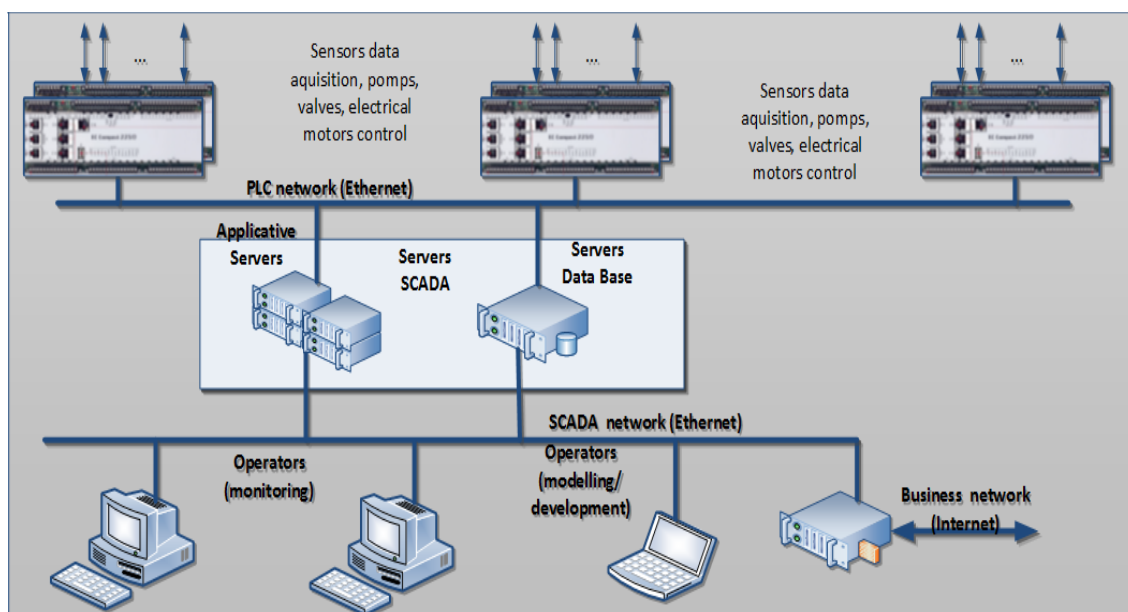 ...
...
...
Sensors data
aquisition, pomps,
valves, electrical
motors control
Sensors data
aquisition, pomps,
valves, electrical
motors control
PLC network (Ethernet)
Applicative
Servers
Servers
SCADA
Servers
Data Base
SCADA network (Ethernet)
Operators
(monitoring)
Operators
(modelling/
development)
Business network
(Internet)